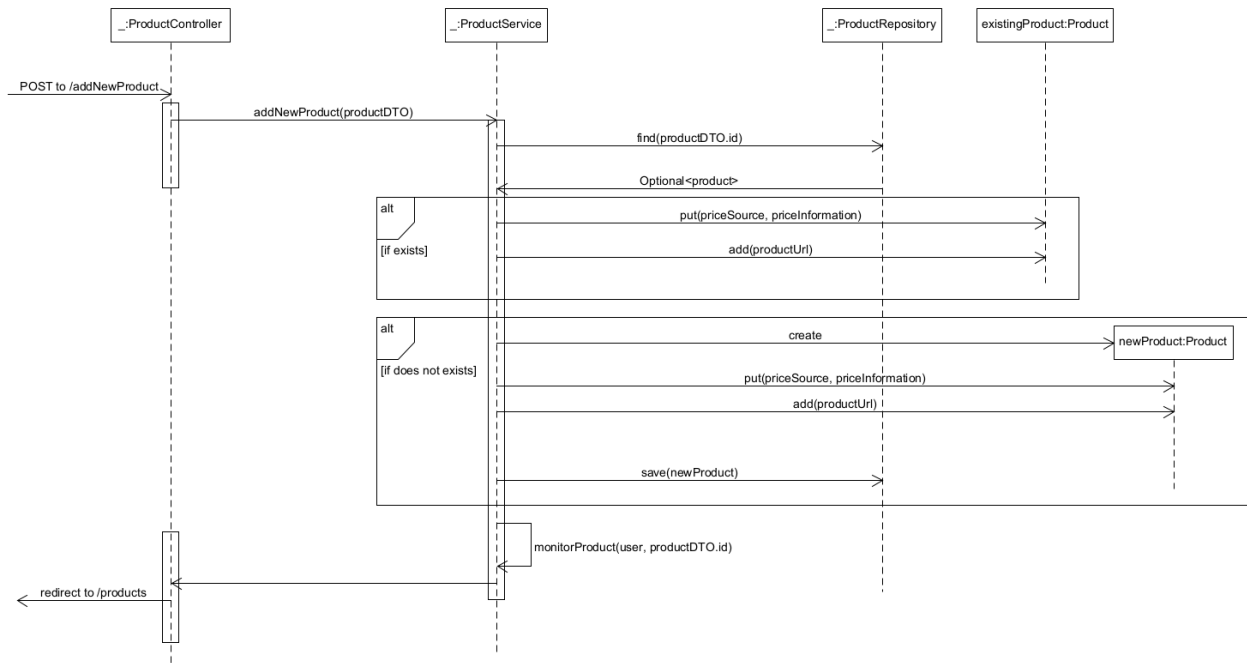 _:ProductController
_:ProductService
_:ProductRepository
existingProduct:Product
POST to /addNewProduct
addNewProduct(productDTO)
find(productDTO.id)
Optional<product>
alt
put(priceSource, priceInformation)
[if exists]
add(productUrl)
alt
create
newProduct:Product
[if does not exists]
put(priceSource, priceInformation)
add(productUrl)
save(newProduct)
monitorProduct(user, productDTO.id)
redirect to /products